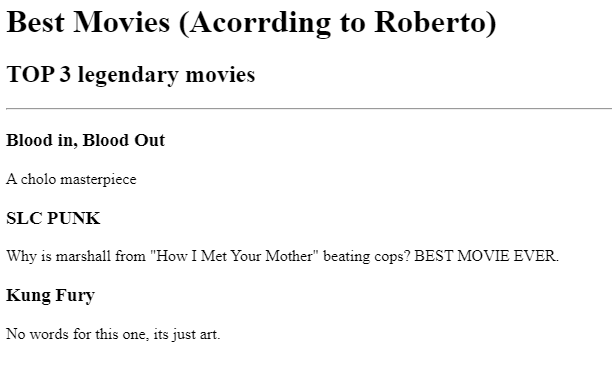 Best Movies (Acorrding to Roberto)
TOP 3 legendary movies
Blood in, Blood Out
A cholo masterpiece
SLC PUNK
Why is marshall from "How I Met Your Mother" beating cops? BEST MOVIE EVER.
Kung Fury
No words for this one, its just art.